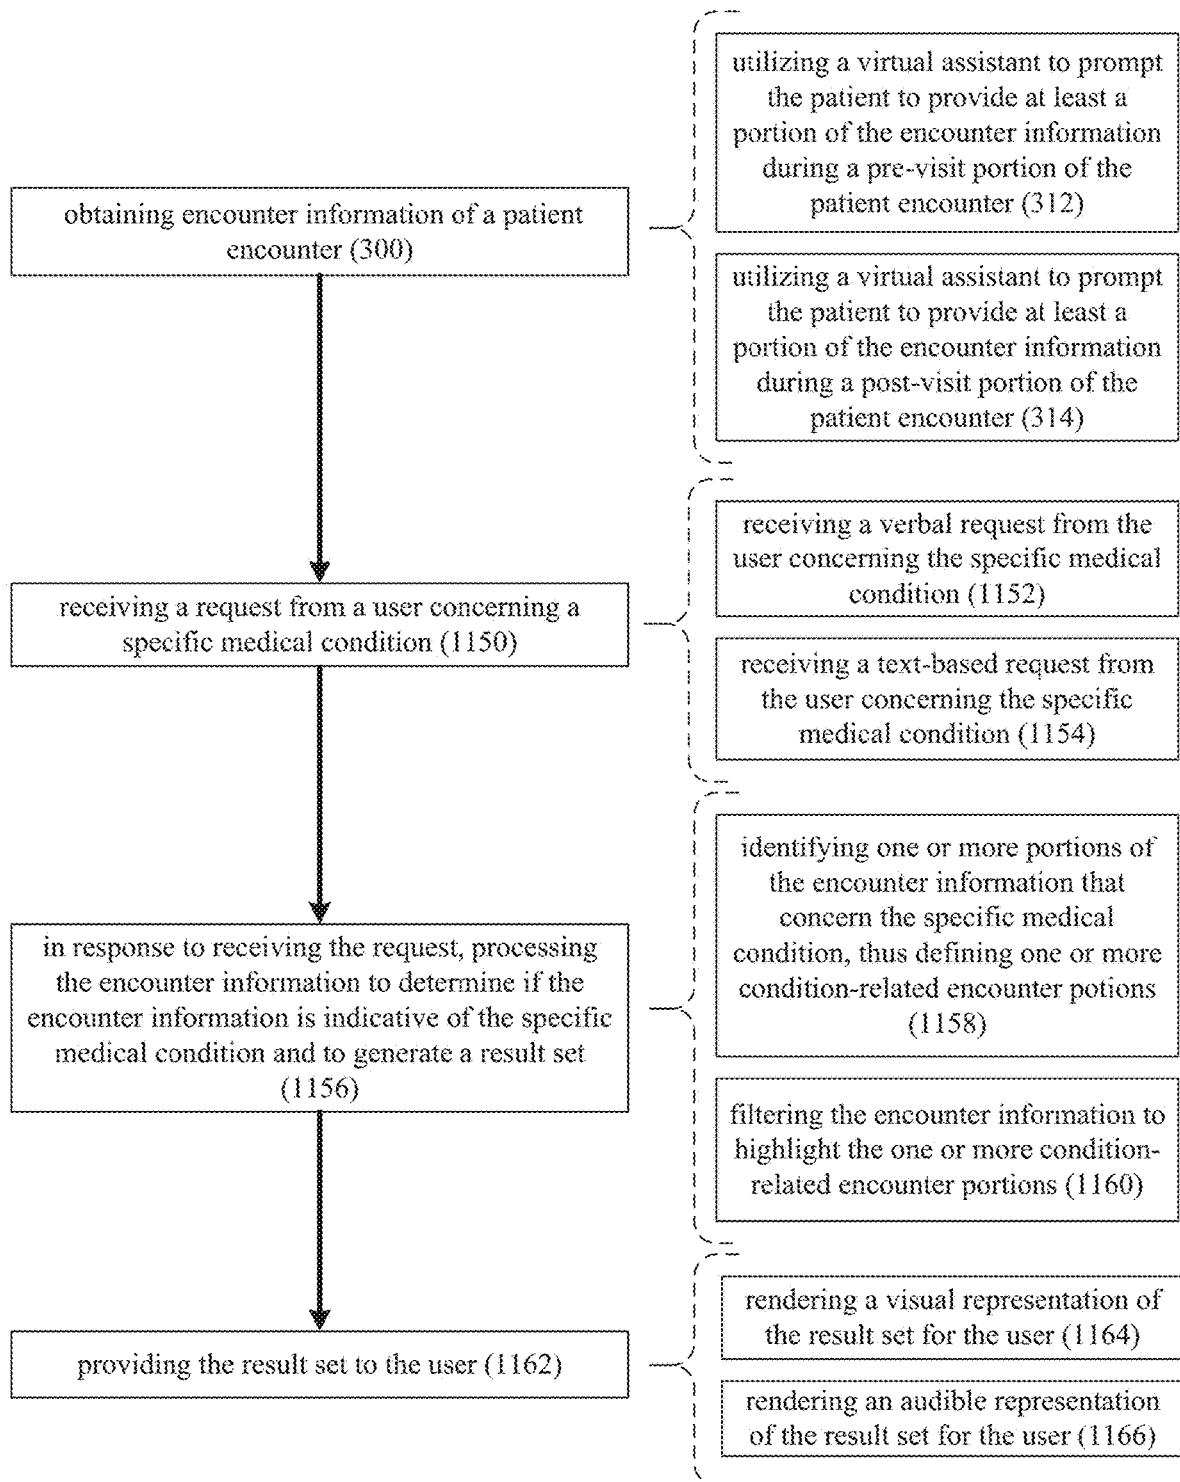 obtaining encounter information of a patient
encounter (300)
utilizing a virtual assistant to prompt
the patient to provide at least a
portion of the encounter information
during a pre-visit portion of the
patient encounter (312)
utilizing a virtual assistant to prompt
the patient to provide at least a
portion of the encounter information
during a post-visit portion of the
patient encounter (314)
receiving a request from a user concerning a
specific medical condition (1150)
receiving a verbal request from the
user concerning the specific medical
condition (1152)
receiving a text-based request from
the user concerning the specific
medical condition (1154)
in response to receiving the request, processing
the encounter information to determine if the
encounter information is indicative of the specific
medical condition and to generate a result set
(1156)
identifying one or more portions of
the encounter information that
concern the specific medical
condition, thus defining one or more
condition-related encounter potions
(1158)
filtering the encounter information to
highlight the one or more condition-
related encounter portions (1160)
providing the result set to the user (1162)
rendering a visual representation of
the result set for the user (1164)
rendering an audible representation
of the result set for the user (1166)